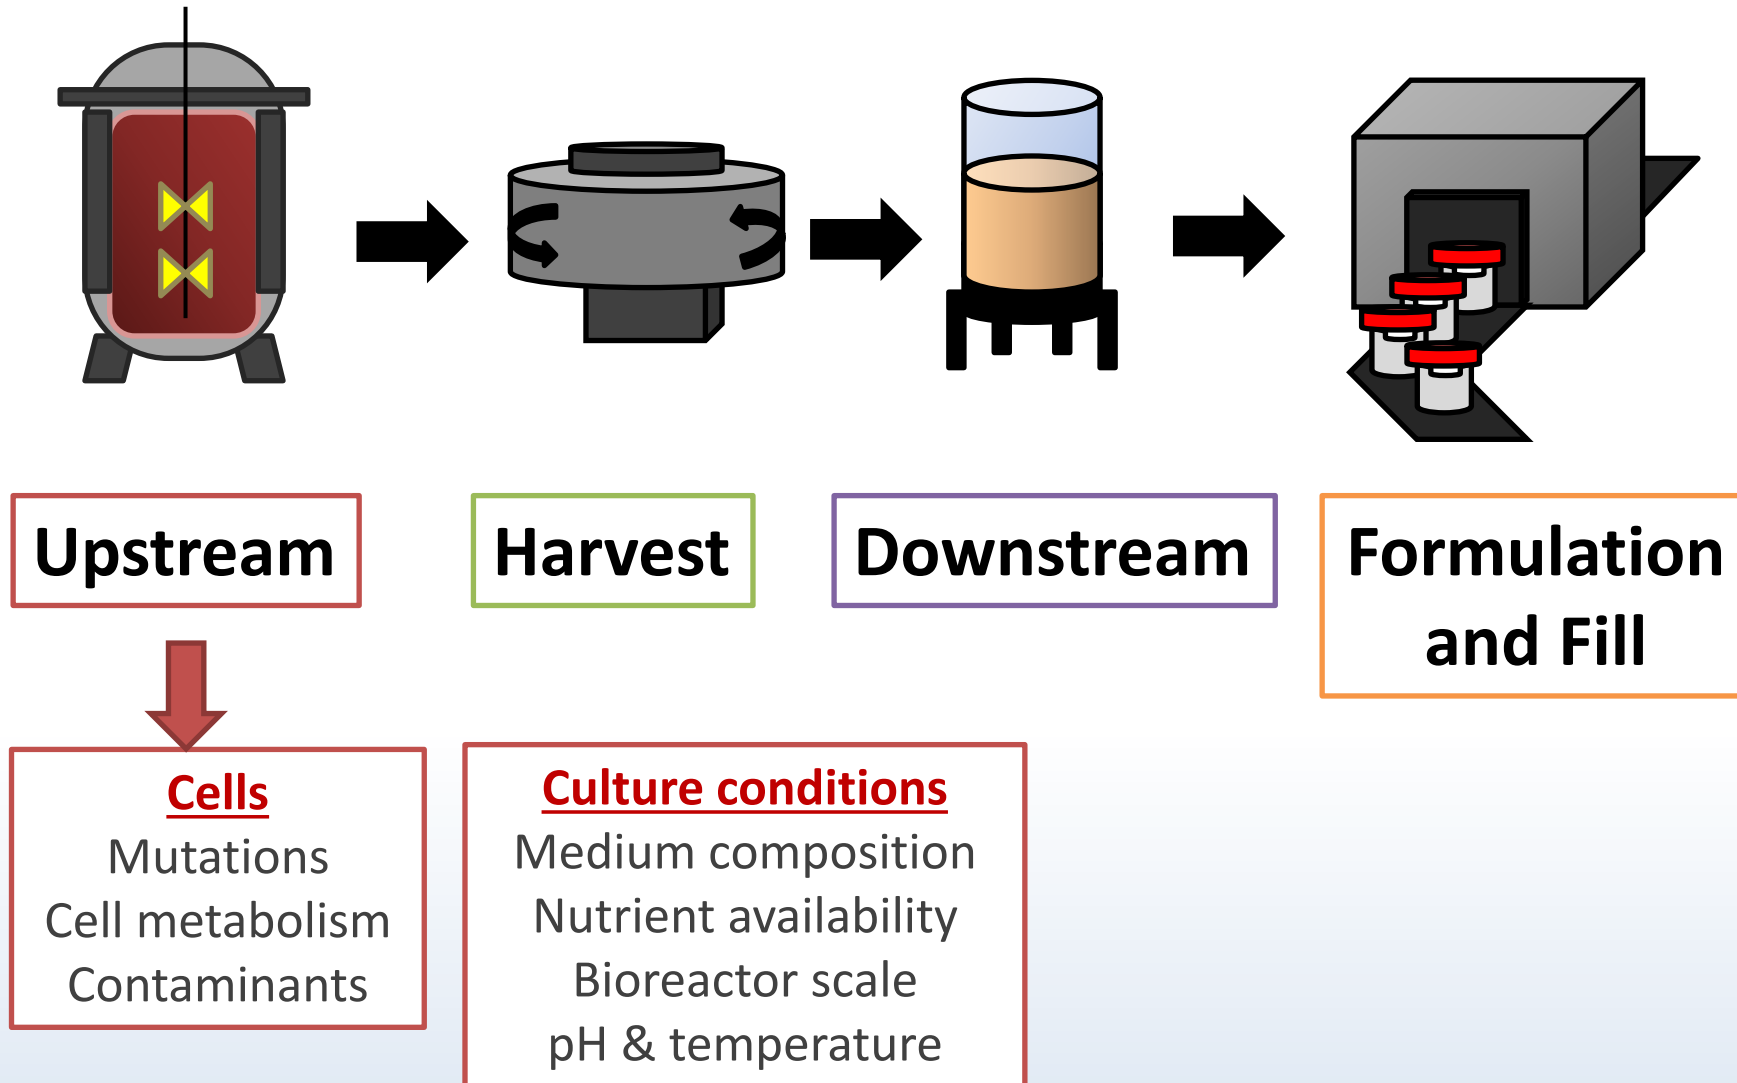 Upstream
Harvest
Downstream
Formulation
and Fill
Cells
Mutations
Cell metabolism
Contaminants
Culture conditions
Medium composition
Nutrient availability
Bioreactor scale
pH & temperature